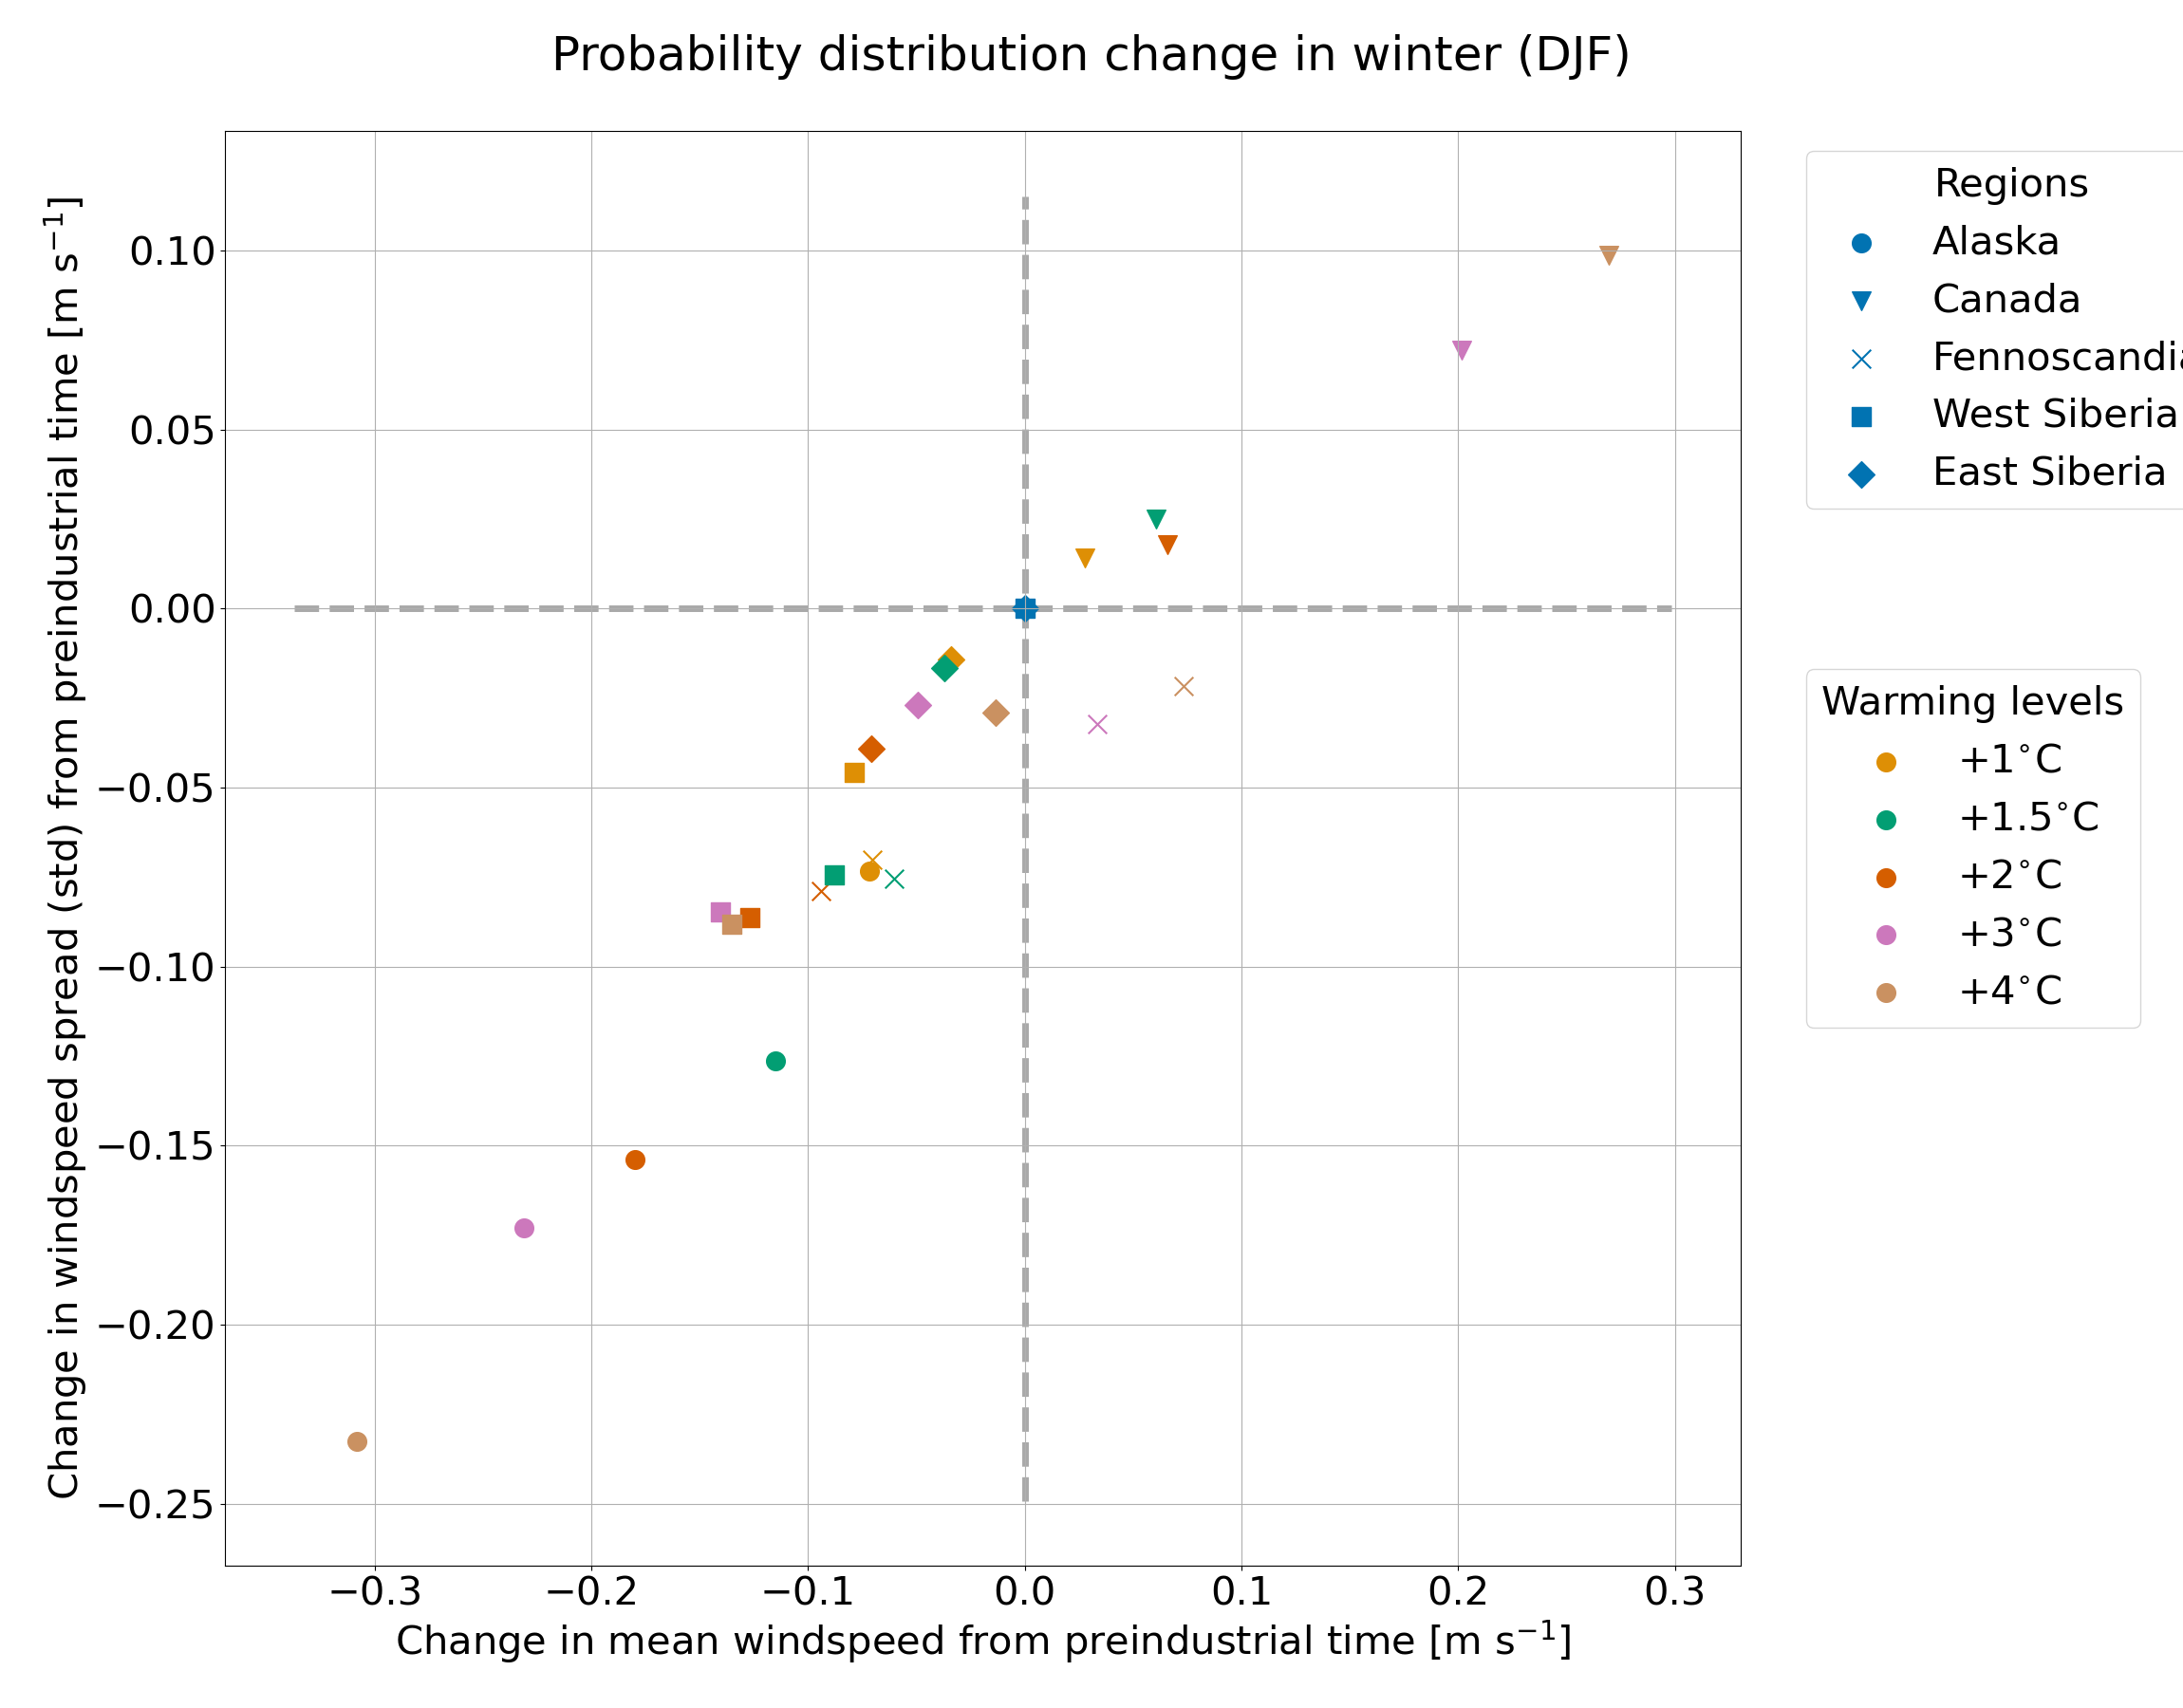 Probability distribution change in winter (DJF)
Change in windspeed spread (std) from preindustrial time [m s⁻¹]
0.10
0.05
0.00
−0.05
−0.10
−0.15
−0.20
−0.25
−0.3
−0.2
−0.1
0.0
0.1
0.2
0.3
Change in mean windspeed from preindustrial time [m s⁻¹]
Regions
Alaska
Canada
Fennoscandia
West Siberia
East Siberia
Warming levels
+1°C
+1.5°C
+2°C
+3°C
+4°C